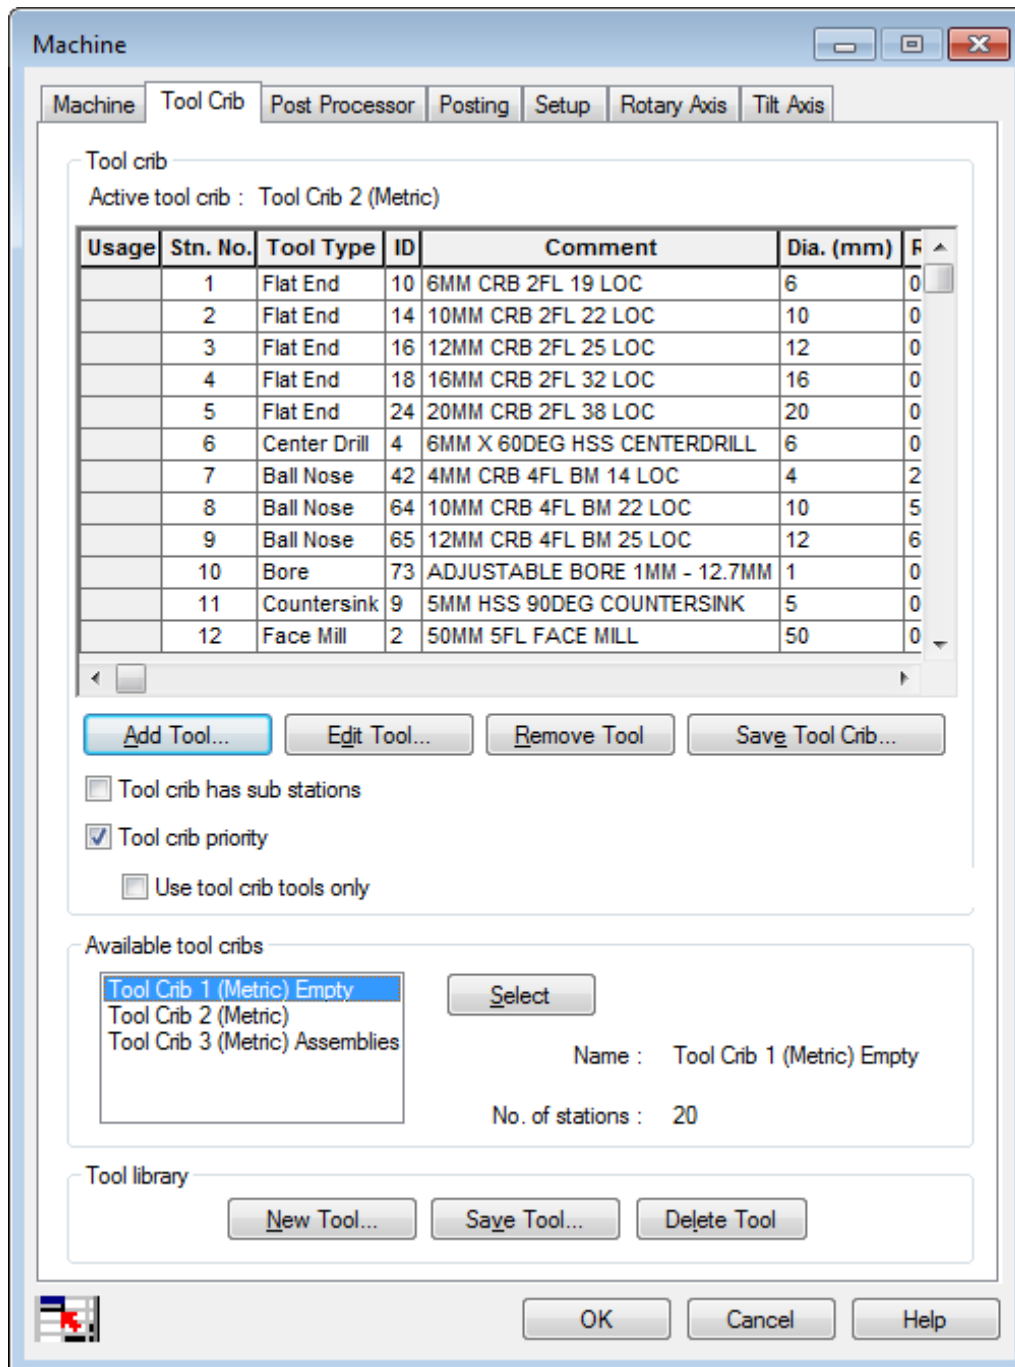 Machine
Machine Tool Crib Post Processor Posting Setup Rotary Axis Tilt Axis
Tool crib
Active tool crib : Tool Crib 2 (Metric)
Usage Stn. No. Tool Type ID Comment Dia. (mm) R
1 Flat End 10 6MM CRB 2FL 19 LOC 6 0
2 Flat End 14 10MM CRB 2FL 22 LOC 10 0
3 Flat End 16 12MM CRB 2FL 25 LOC 12 0
4 Flat End 18 16MM CRB 2FL 32 LOC 16 0
5 Flat End 24 20MM CRB 2FL 38 LOC 20 0
6 Center Drill 4 6MM X 60DEG HSS CENTERDRILL 6 0
7 Ball Nose 42 4MM CRB 4FL BM 14 LOC 4 2
8 Ball Nose 64 10MM CRB 4FL BM 22 LOC 10 5
9 Ball Nose 65 12MM CRB 4FL BM 25 LOC 12 6
10 Bore 73 ADJUSTABLE BORE 1MM - 12.7MM 1 0
11 Countersink 9 5MM HSS 90DEG COUNTERSINK 5 0
12 Face Mill 2 50MM 5FL FACE MILL 50 0
Add Tool... Edit Tool... Remove Tool Save Tool Crib...
Tool crib has sub stations
Tool crib priority
Use tool crib tools only
Available tool cribs
Tool Crib 1 (Metric) Empty
Tool Crib 2 (Metric)
Tool Crib 3 (Metric) Assemblies
Select
Name : Tool Crib 1 (Metric) Empty
No. of stations : 20
Tool library
New Tool... Save Tool... Delete Tool
OK Cancel Help